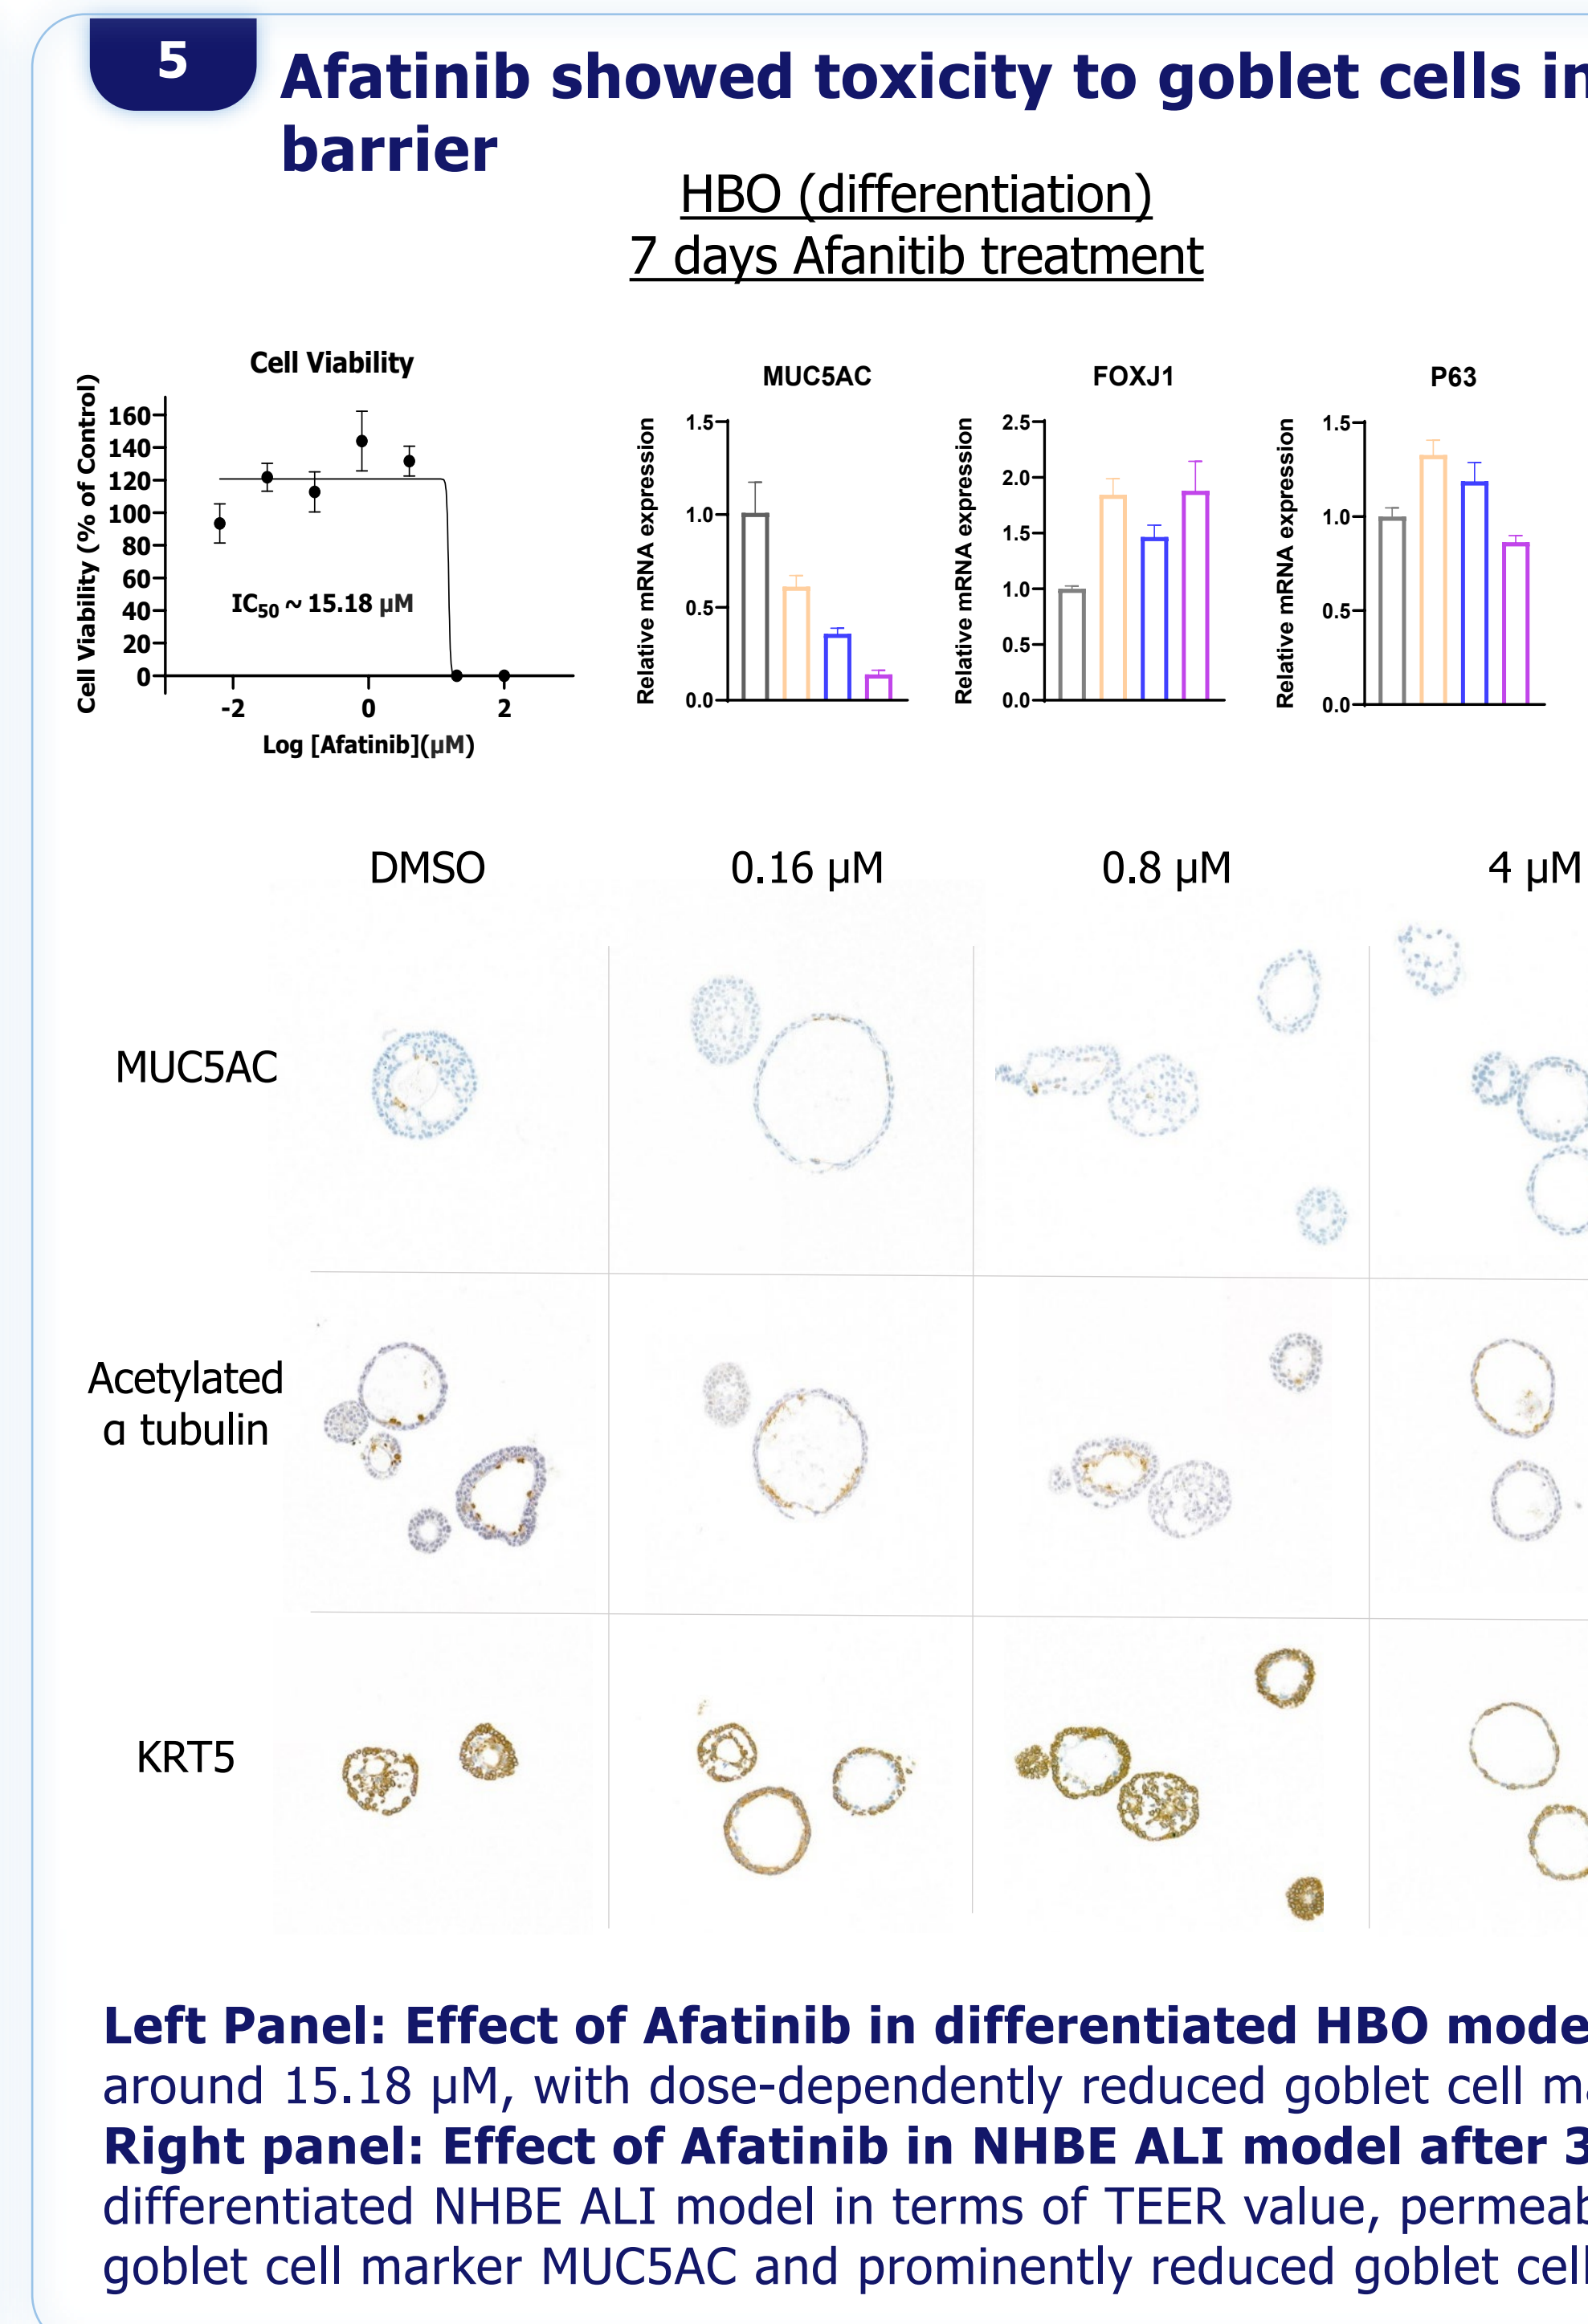 5
Afatinib showed toxicity to goblet cells in
barrier
HBO (differentiation)
7 days Afanitib treatment
Cell Viability
Cell Viability (% of Control)
160
140
120
100
80
60
40
20
0
IC50 ~ 15.18 µM
-2 0 2
Log [Afatinib](µM)
MUC5AC
Relative mRNA expression
1.5
1.0
0.5
0.0
FOXJ1
Relative mRNA expression
2.5
2.0
1.5
1.0
0.5
0.0
P63
Relative mRNA expression
1.5
1.0
0.5
0.0
DMSO 0.16 µM 0.8 µM 4 µM
MUC5AC
Acetylated
α tubulin
KRT5
Left Panel: Effect of Afatinib in differentiated HBO mode
around 15.18 µM, with dose-dependently reduced goblet cell ma
Right panel: Effect of Afatinib in NHBE ALI model after 3
differentiated NHBE ALI model in terms of TEER value, permeab
goblet cell marker MUC5AC and prominently reduced goblet cell